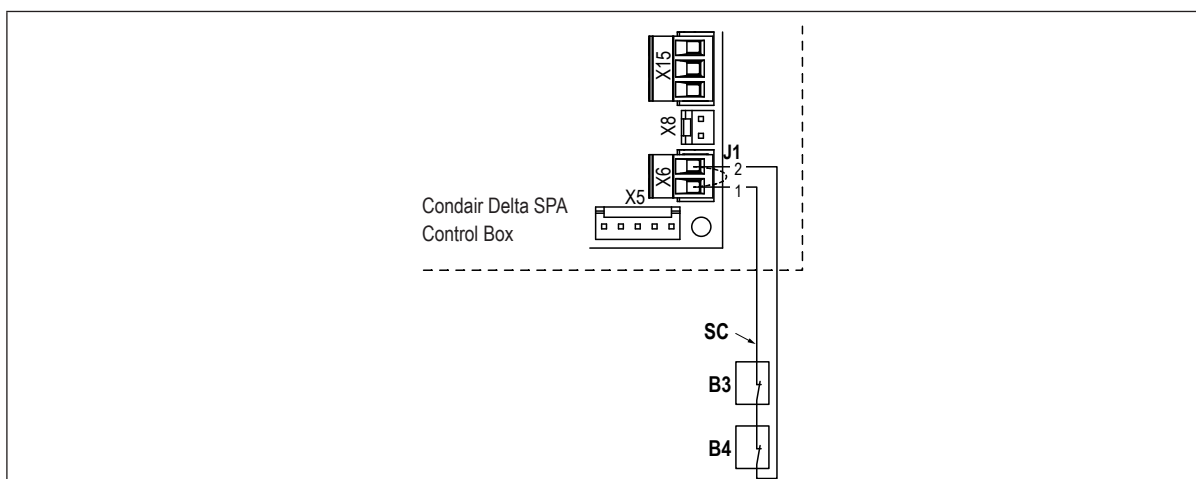 X15
X8
J1
2
X6
1
X5
Condair Delta SPA
Control Box
SC
B3
B4